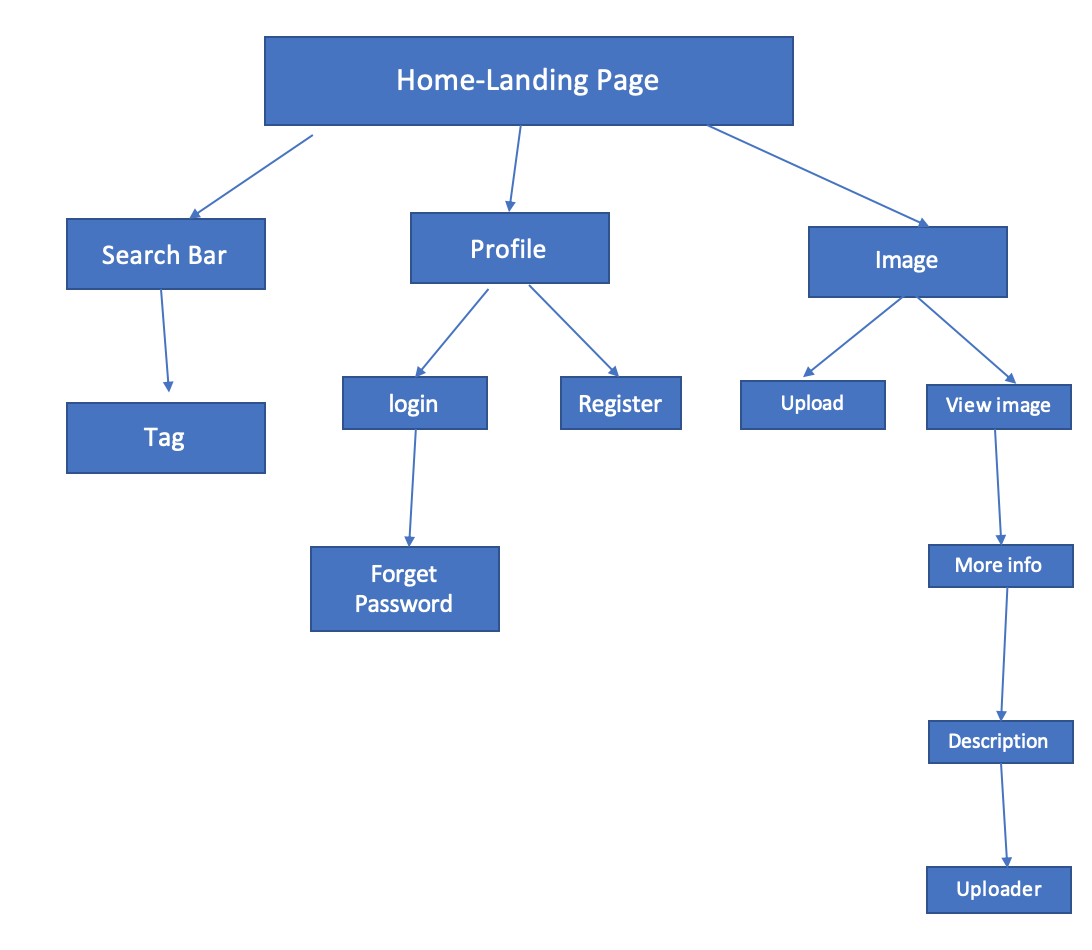 Home-Landing Page
Search Bar
Profile
Image
login
Register
Upload
View image
Tag
Forget
Password
More info
Description
Uploader